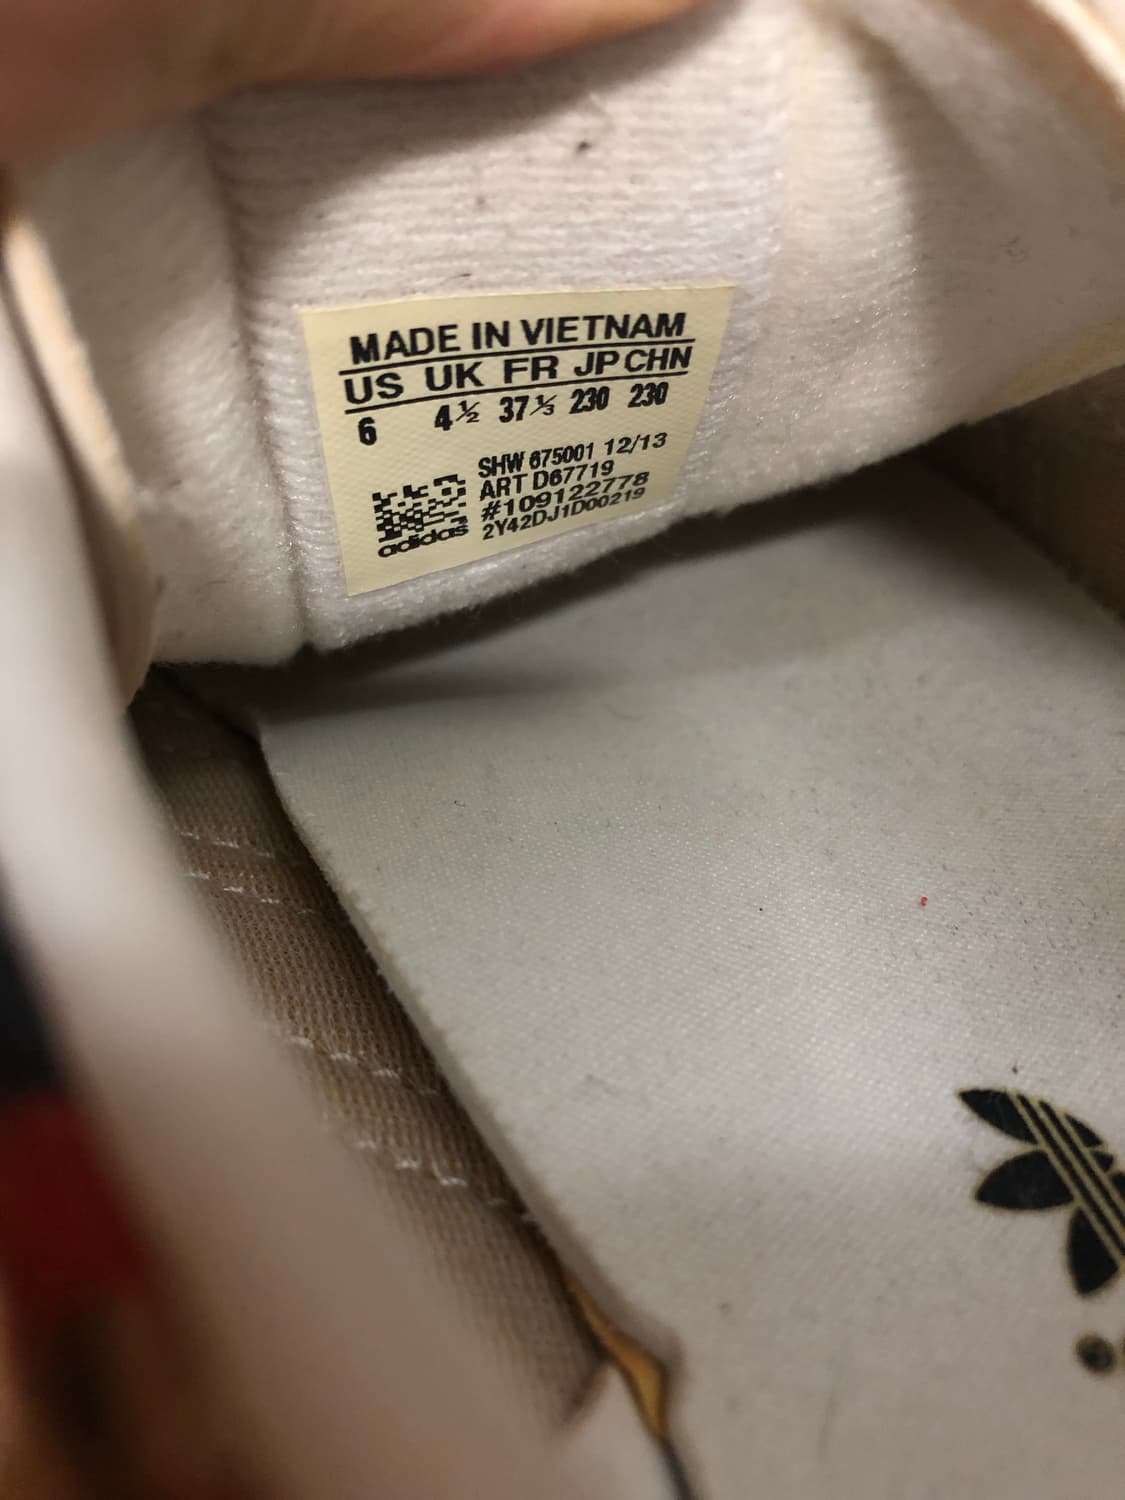 MADE IN VIETNAM
US UK FR JP CHN
6 4½ 37⅓ 230 230
SHW 675001 12/13
ART D67719
#109122778
2Y42DJ1D00219
adidas